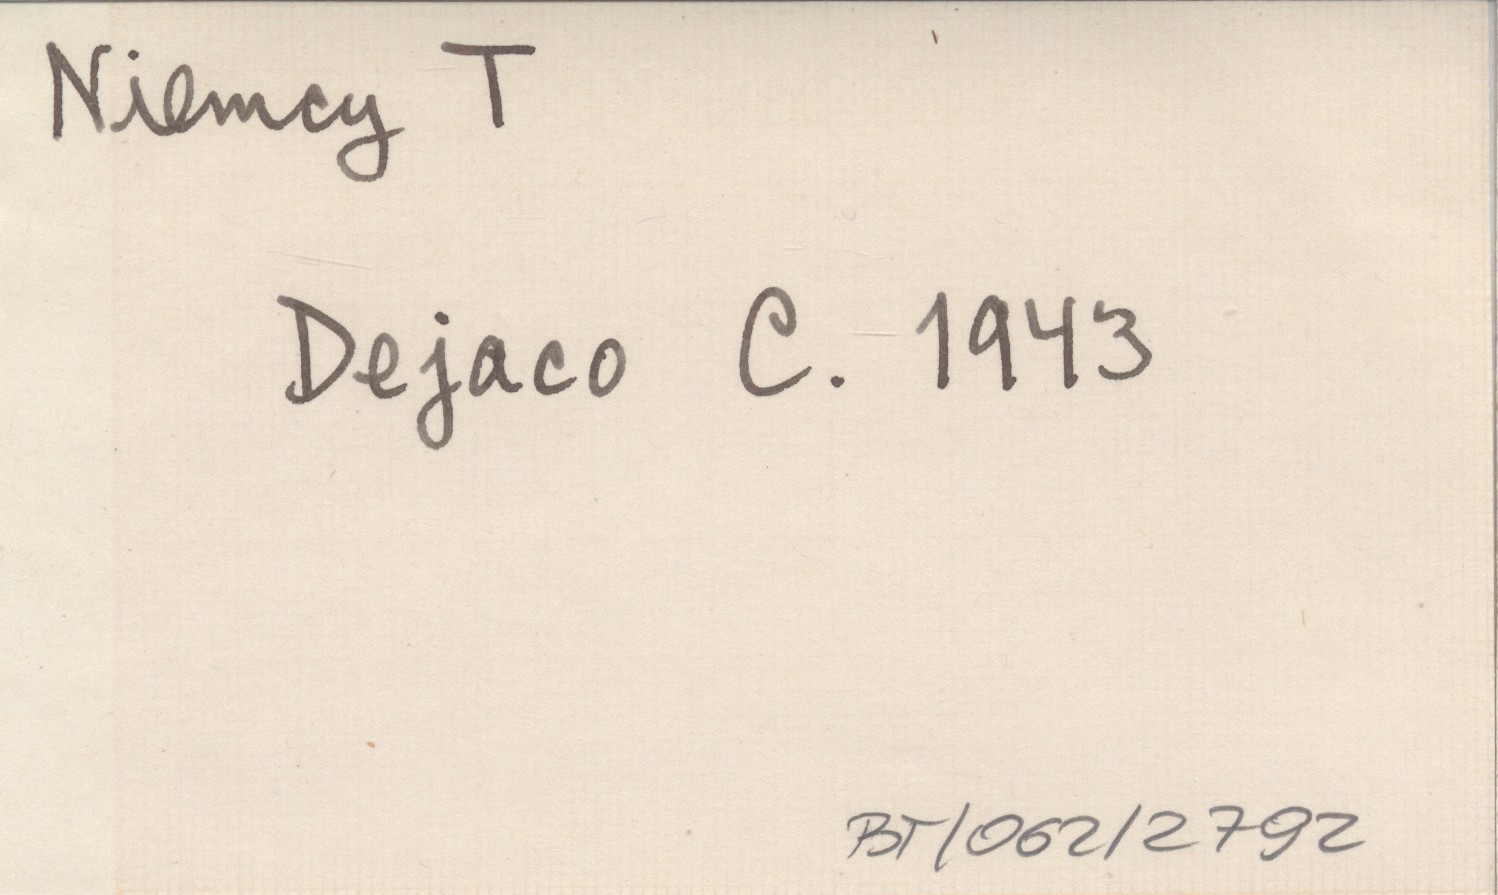 Niemcy T
Dejaco C. 1943
BT/062/2792